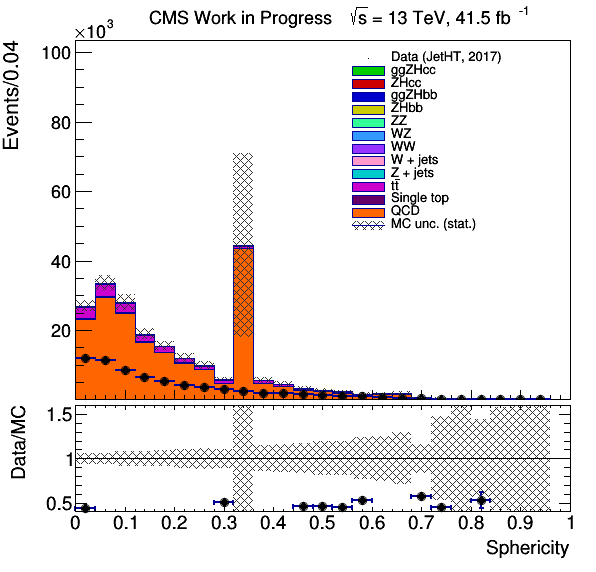 CMS Work in Progress √s = 13 TeV, 41.5 fb⁻¹
×10³
Events/0.04
100
80
60
40
20
Data (JetHT, 2017)
ggZHcc
ZHcc
ggZHbb
ZHbb
ZZ
WZ
WW
W + jets
Z + jets
tt̄
Single top
QCD
MC unc. (stat.)
Data/MC
1.5
1
0.5
0 0.1 0.2 0.3 0.4 0.5 0.6 0.7 0.8 0.9 1
Sphericity